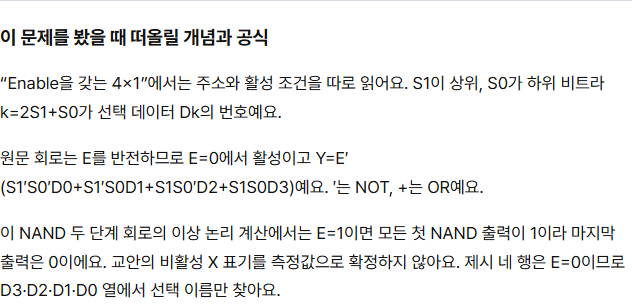 이 문제를 봤을 때 떠올릴 개념과 공식
“Enable을 갖는 4×1”에서는 주소와 활성 조건을 따로 읽어요. S1이 상위, S0가 하위 비트라
k=2S1+S0가 선택 데이터 Dk의 번호예요.
원문 회로는 E를 반전하므로 E=0에서 활성이고 Y=E′
(S1′S0′D0+S1′S0D1+S1S0′D2+S1S0D3)예요. ′는 NOT, +는 OR예요.
이 NAND 두 단계 회로의 이상 논리 계산에서는 E=1이면 모든 첫 NAND 출력이 1이라 마지막
출력은 0이에요. 교안의 비활성 X 표기를 측정값으로 확정하지 않아요. 제시 네 행은 E=0이므로
D3·D2·D1·D0 열에서 선택 이름만 찾아요.